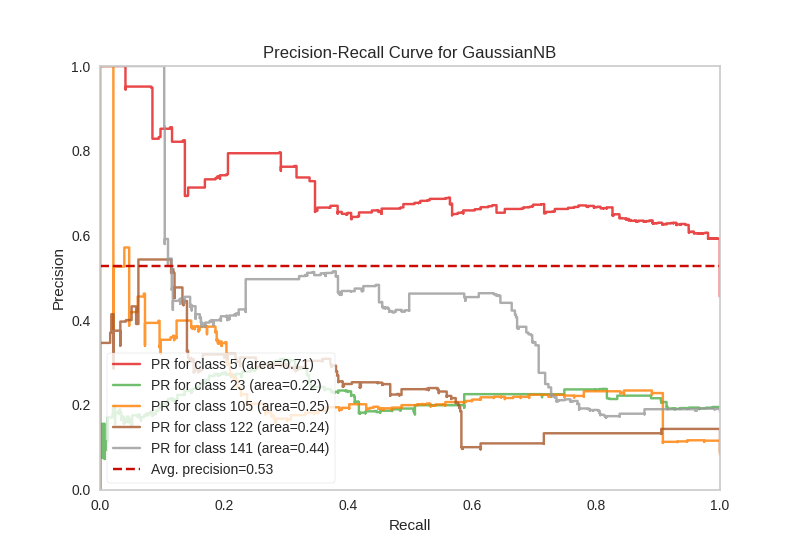 Precision-Recall Curve for GaussianNB
1.0
0.8
0.6
0.4
0.2
0.0
Precision
PR for class 5 (area=0.71)
PR for class 23 (area=0.22)
PR for class 105 (area=0.25)
PR for class 122 (area=0.24)
PR for class 141 (area=0.44)
Avg. precision=0.53
0.0 0.2 0.4 0.6 0.8 1.0
Recall